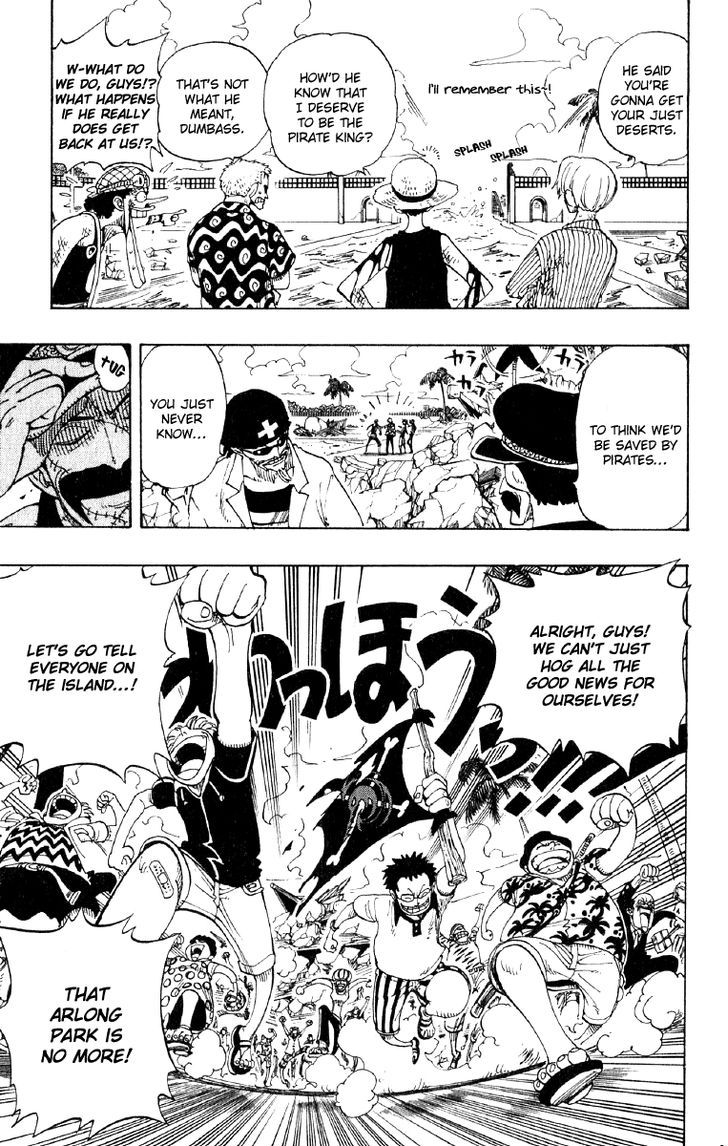 HE SAID
YOU'RE
GONNA GET
YOUR JUST
DESERTS.
I'll remember this~!
SPLASH
SPLASH
HOW'D HE
KNOW THAT
I DESERVE
TO BE THE
PIRATE KING?
THAT'S NOT
WHAT HE
MEANT,
DUMBASS.
W-WHAT DO
WE DO, GUYS!?
WHAT HAPPENS
IF HE REALLY
DOES GET
BACK AT US!?
TO THINK WE'D
BE SAVED BY
PIRATES...
ガラ
カラ
YOU JUST
NEVER
KNOW...
TUG
ALRIGHT, GUYS!
WE CAN'T JUST
HOG ALL THE
GOOD NEWS FOR
OURSELVES!
うっほうっ!!!
LET'S GO TELL
EVERYONE ON
THE ISLAND...!
THAT
ARLONG
PARK IS
NO MORE!